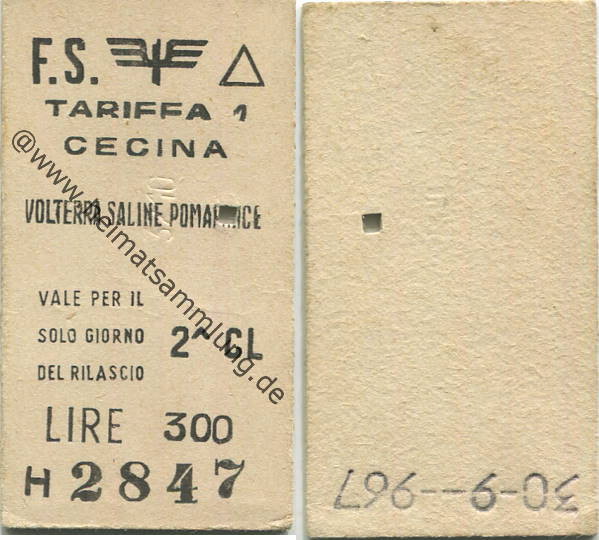 F.S.
TARIFFA 1
CECINA
VOLTERRA SALINE POMARANCE
VALE PER IL
SOLO GIORNO
DEL RILASCIO
2^ CL
LIRE 300
H 2847
@www.heimatsammlung.de
30-9--967